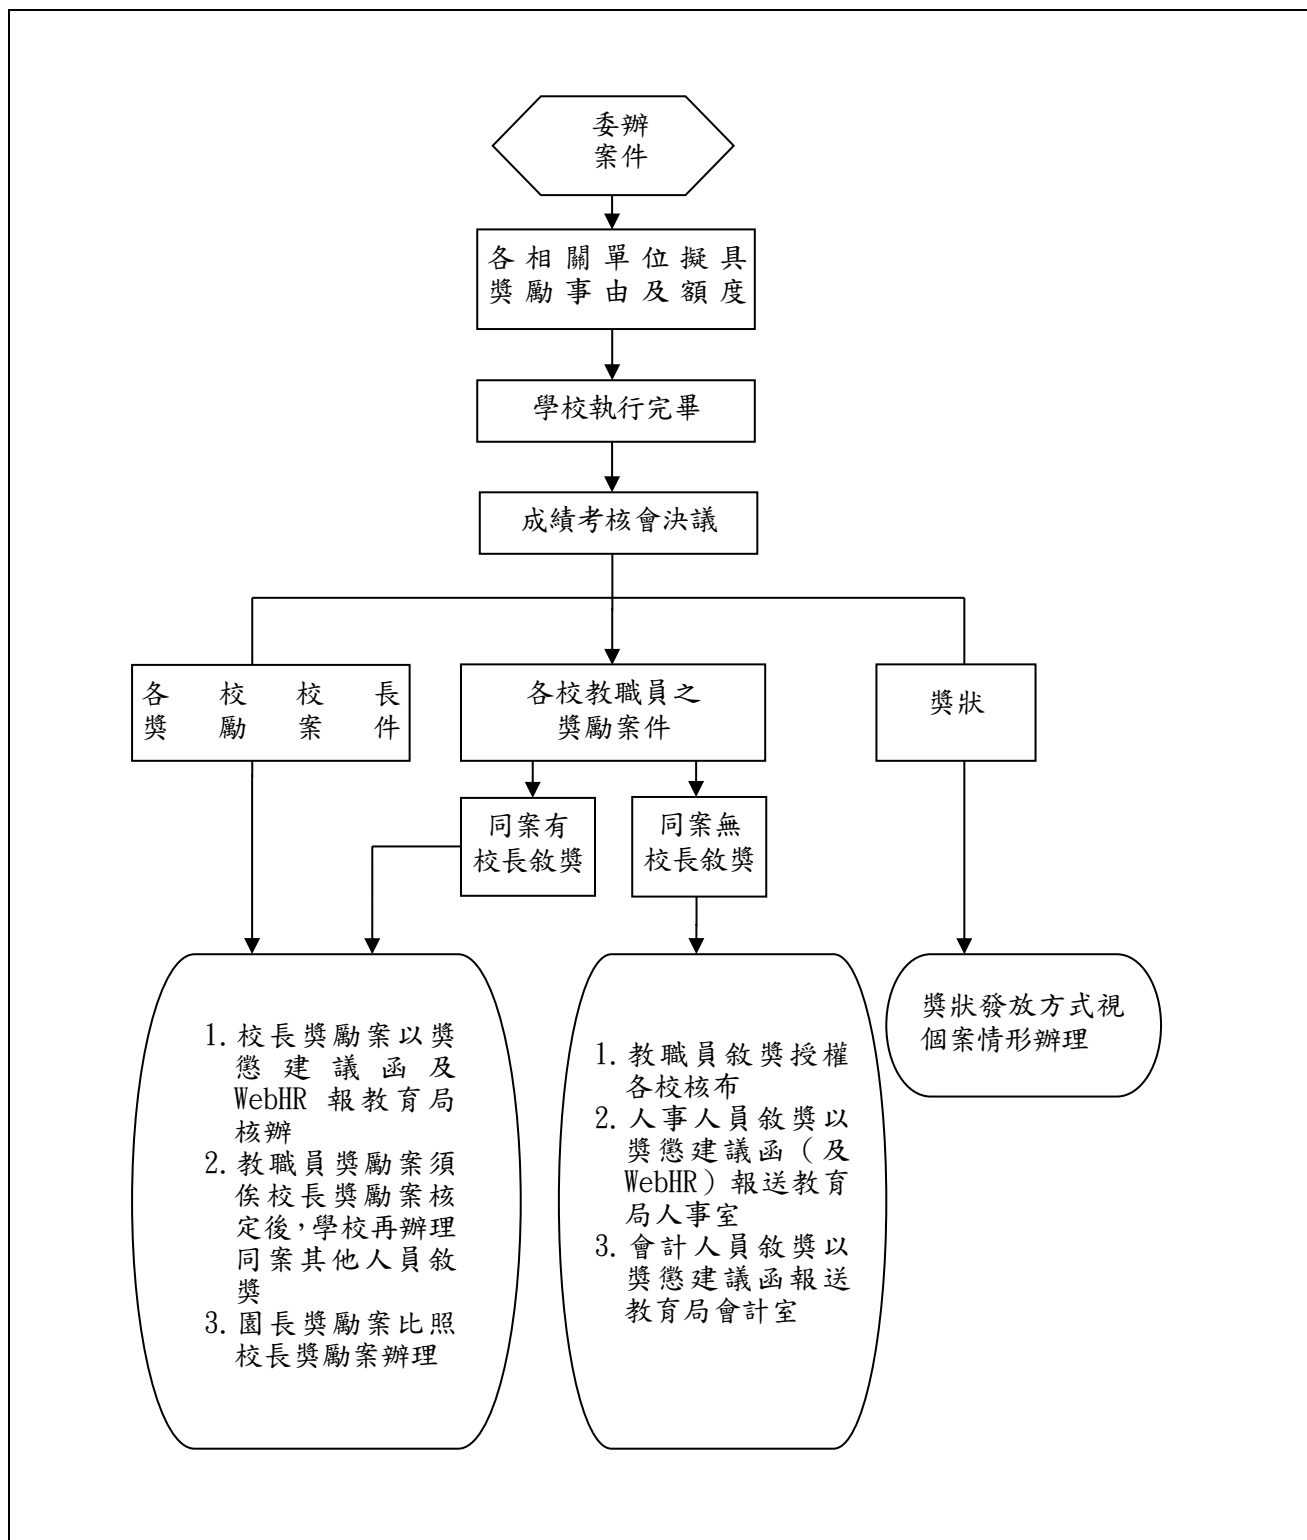 委辦
案件
各相關單位擬具
獎勵事由及額度
學校執行完畢
成績考核會決議
各校校長
獎勵案件
各校教職員之
獎勵案件
獎狀
同案有
校長敘獎
同案無
校長敘獎
1. 校長獎勵案以獎
懲建議函及
WebHR 報教育局
核辦
2. 教職員獎勵案須
俟校長獎勵案核
定後，學校再辦理
同案其他人員敘
獎
3. 園長獎勵案比照
校長獎勵案辦理
1. 教職員敘獎授權
各校核布
2. 人事人員敘獎以
獎懲建議函（及
WebHR）報送教育
局人事室
3. 會計人員敘獎以
獎懲建議函報送
教育局會計室
獎狀發放方式視
個案情形辦理